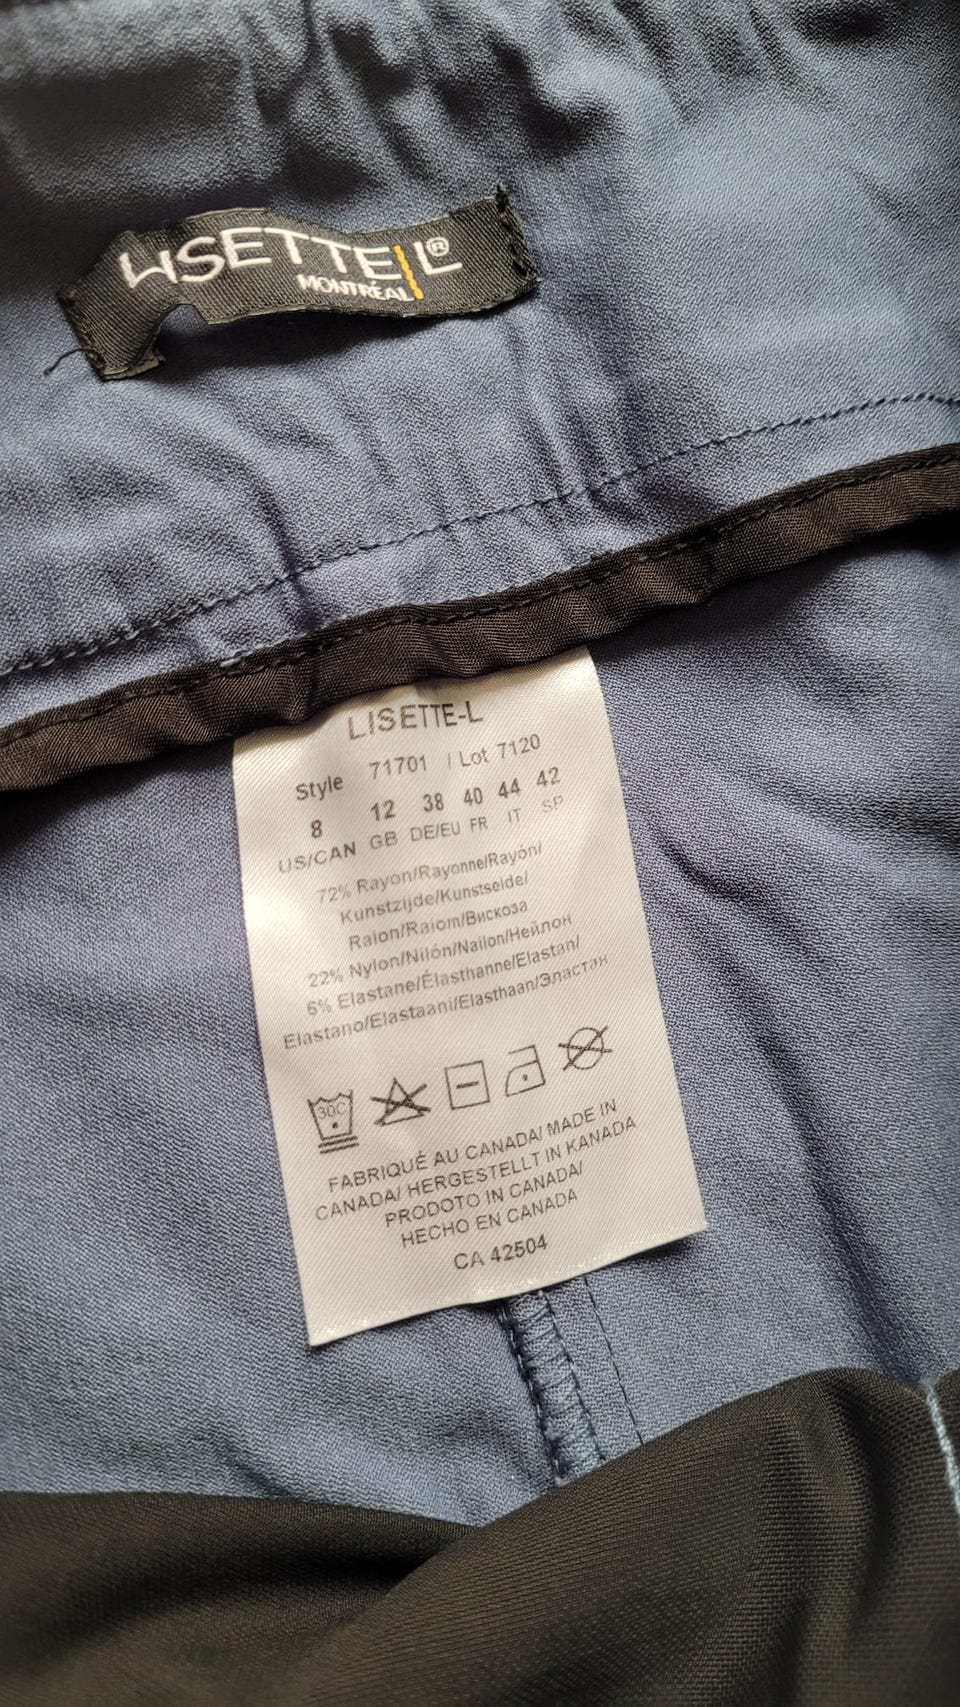 LISETTE L®
MONTRÉAL
LISETTE-L
Style 71701 / Lot 7120
8 12 38 40 44 42
US/CAN GB DE/EU FR IT SP
72% Rayon/Rayonne/Rayón/
Kunstzijde/Kunstseide/
Raion/Raiom/Вискоза
22% Nylon/Nilón/Nailon/Нейлон
6% Elastane/Élasthanne/Elastan/
Elastano/Elastaani/Elasthaan/Эластан
30C
FABRIQUÉ AU CANADA/ MADE IN
CANADA/ HERGESTELLT IN KANADA
PRODOTO IN CANADA/
HECHO EN CANADA
CA 42504